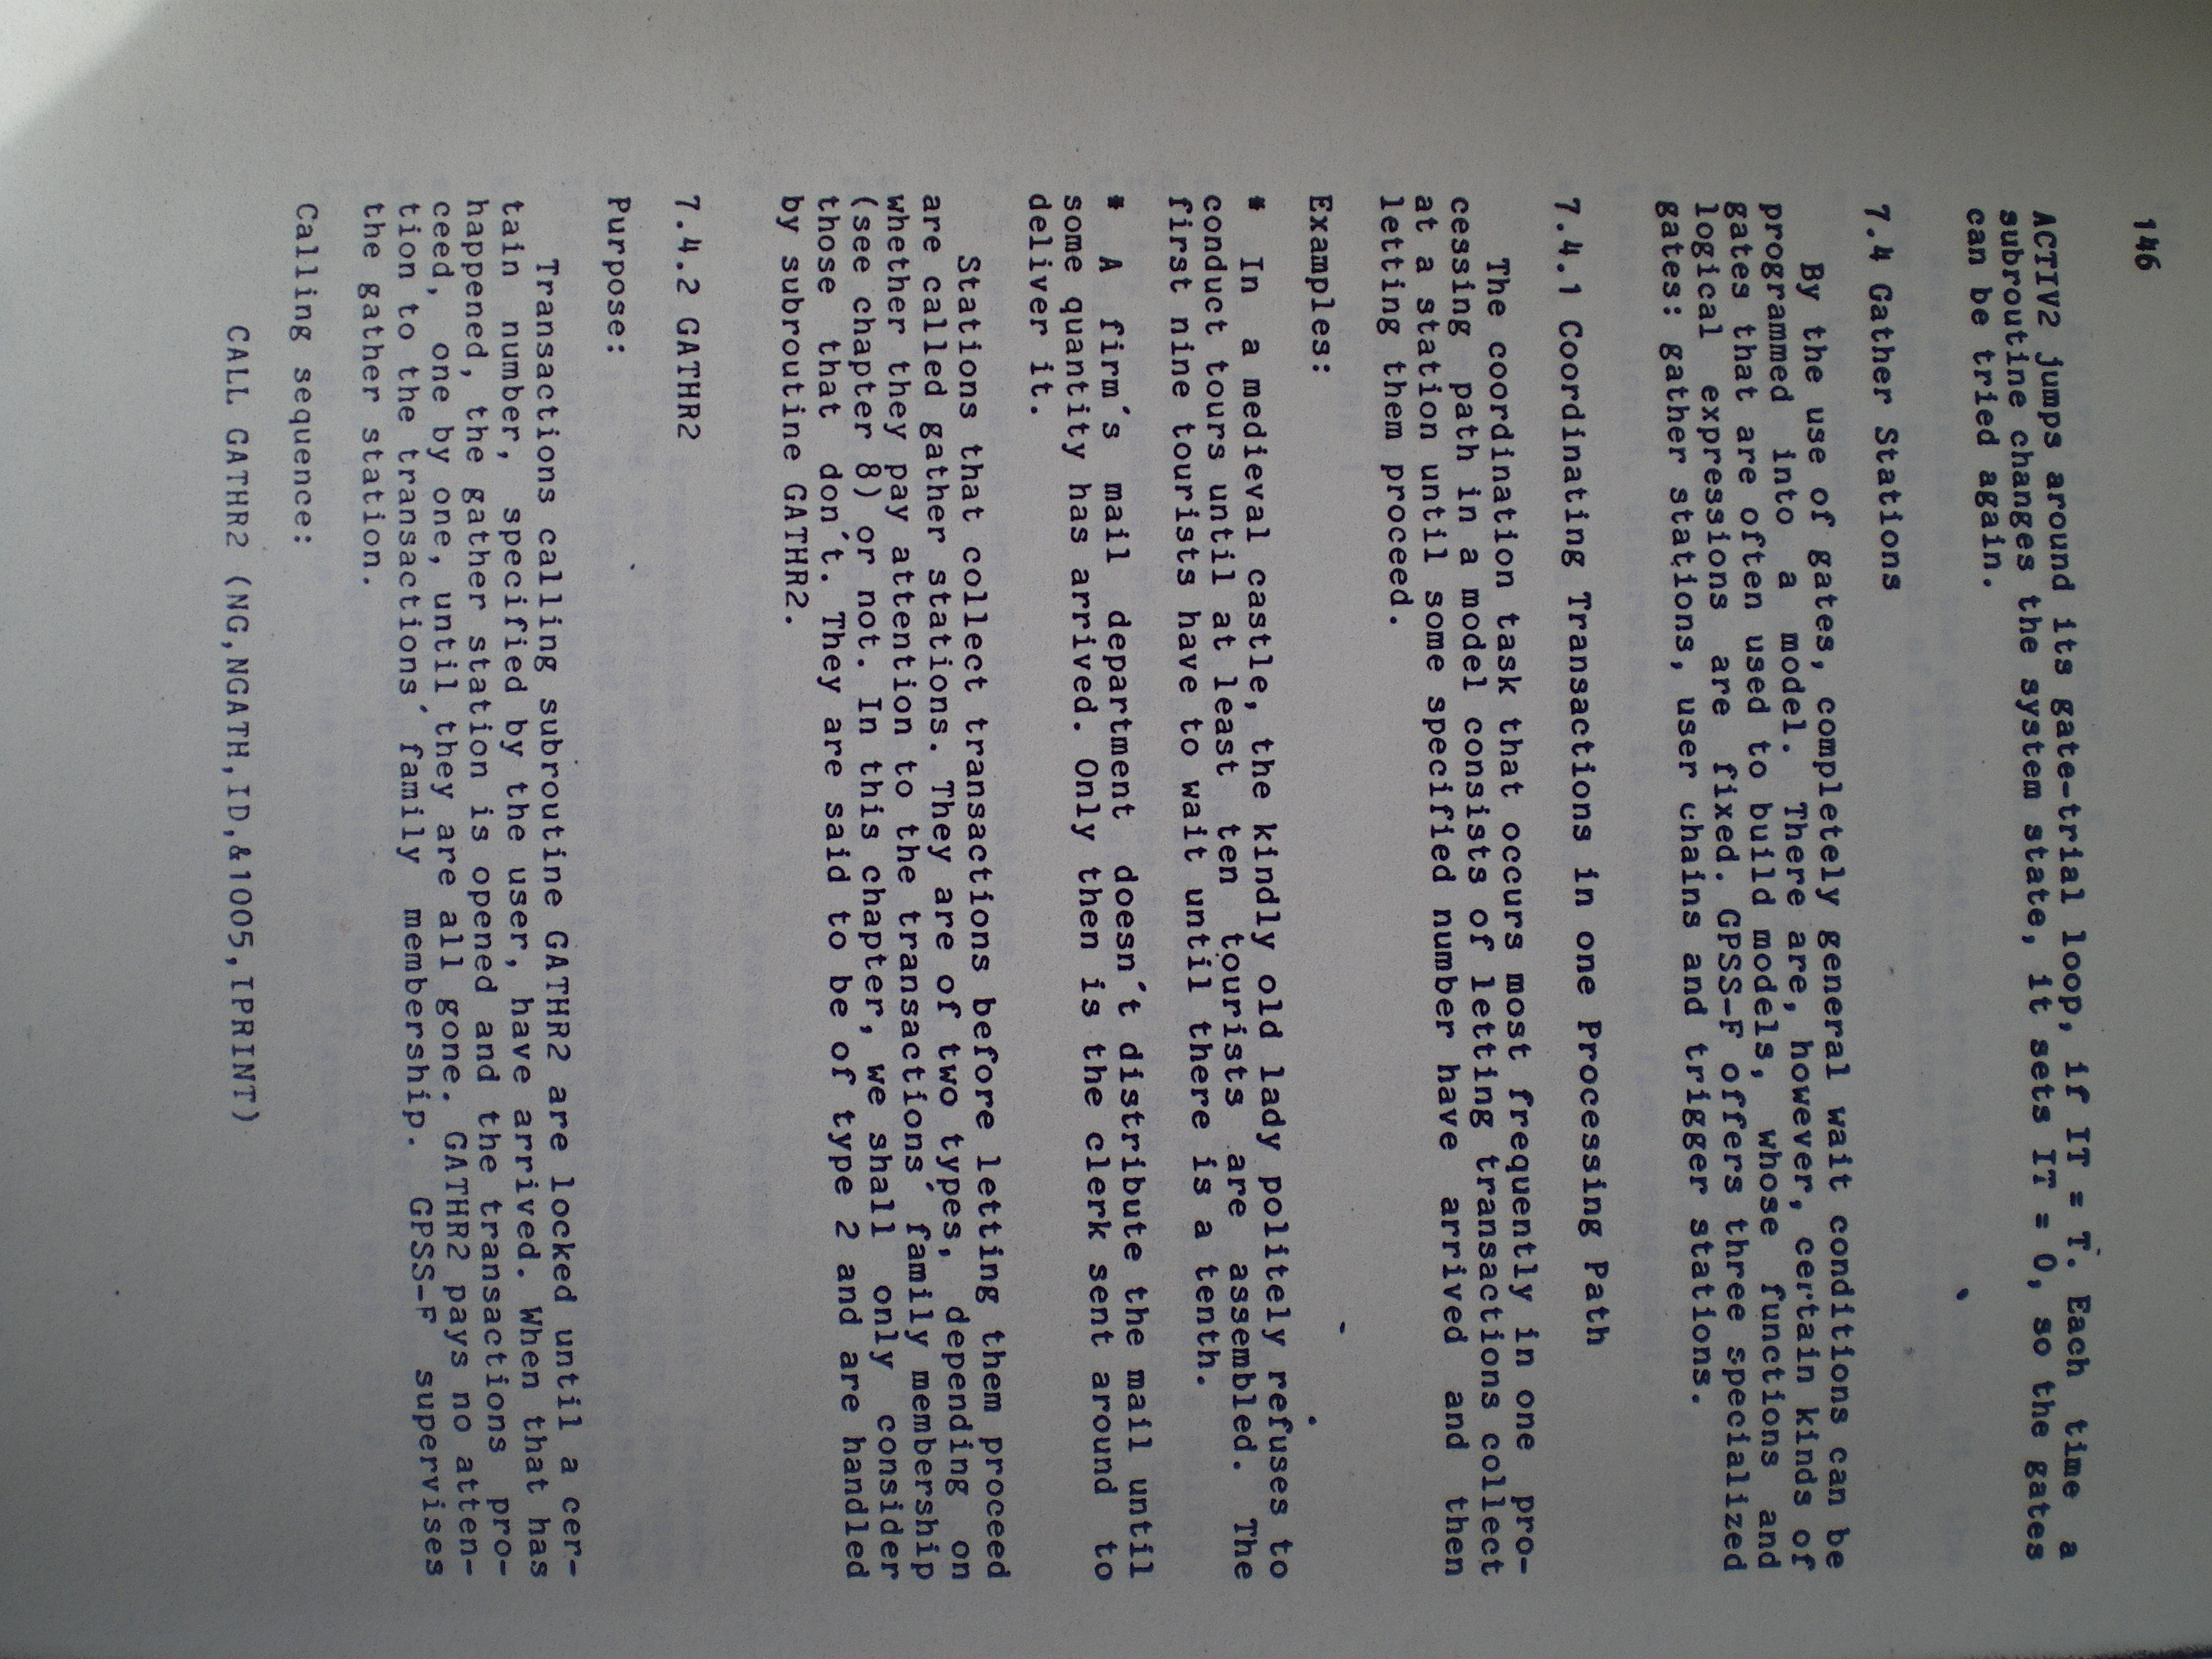 146
ACTIV2 jumps around its gate-trial loop, if IT = T. Each time a
subroutine changes the system state, it sets IT = 0, so the gates
can be tried again.
7.4 Gather Stations
By the use of gates, completely general wait conditions can be
programmed into a model. There are, however, certain kinds of
gates that are often used to build models, whose functions and
logical expressions are fixed. GPSS-F offers three specialized
gates: gather stations, user chains and trigger stations.
7.4.1 Coordinating Transactions in one Processing Path
The coordination task that occurs most frequently in one pro-
cessing path in a model consists of letting transactions collect
at a station until some specified number have arrived and then
letting them proceed.
Examples:
* In a medieval castle, the kindly old lady politely refuses to
conduct tours until at least ten tourists are assembled. The
first nine tourists have to wait until there is a tenth.
* A firm´s mail department doesn´t distribute the mail until
some quantity has arrived. Only then is the clerk sent around to
deliver it.
Stations that collect transactions before letting them proceed
are called gather stations. They are of two types, depending on
whether they pay attention to the transactions´ family membership
(see chapter 8) or not. In this chapter, we shall only consider
those that don´t. They are said to be of type 2 and are handled
by subroutine GATHR2.
7.4.2 GATHR2
Purpose:
Transactions calling subroutine GATHR2 are locked until a cer-
tain number, specified by the user, have arrived. When that has
happened, the gather station is opened and the transactions pro-
ceed, one by one, until they are all gone. GATHR2 pays no atten-
tion to the transactions´ family membership. GPSS-F supervises
the gather station.
Calling sequence:
CALL GATHR2 (NG,NGATH,ID,&1005,IPRINT)